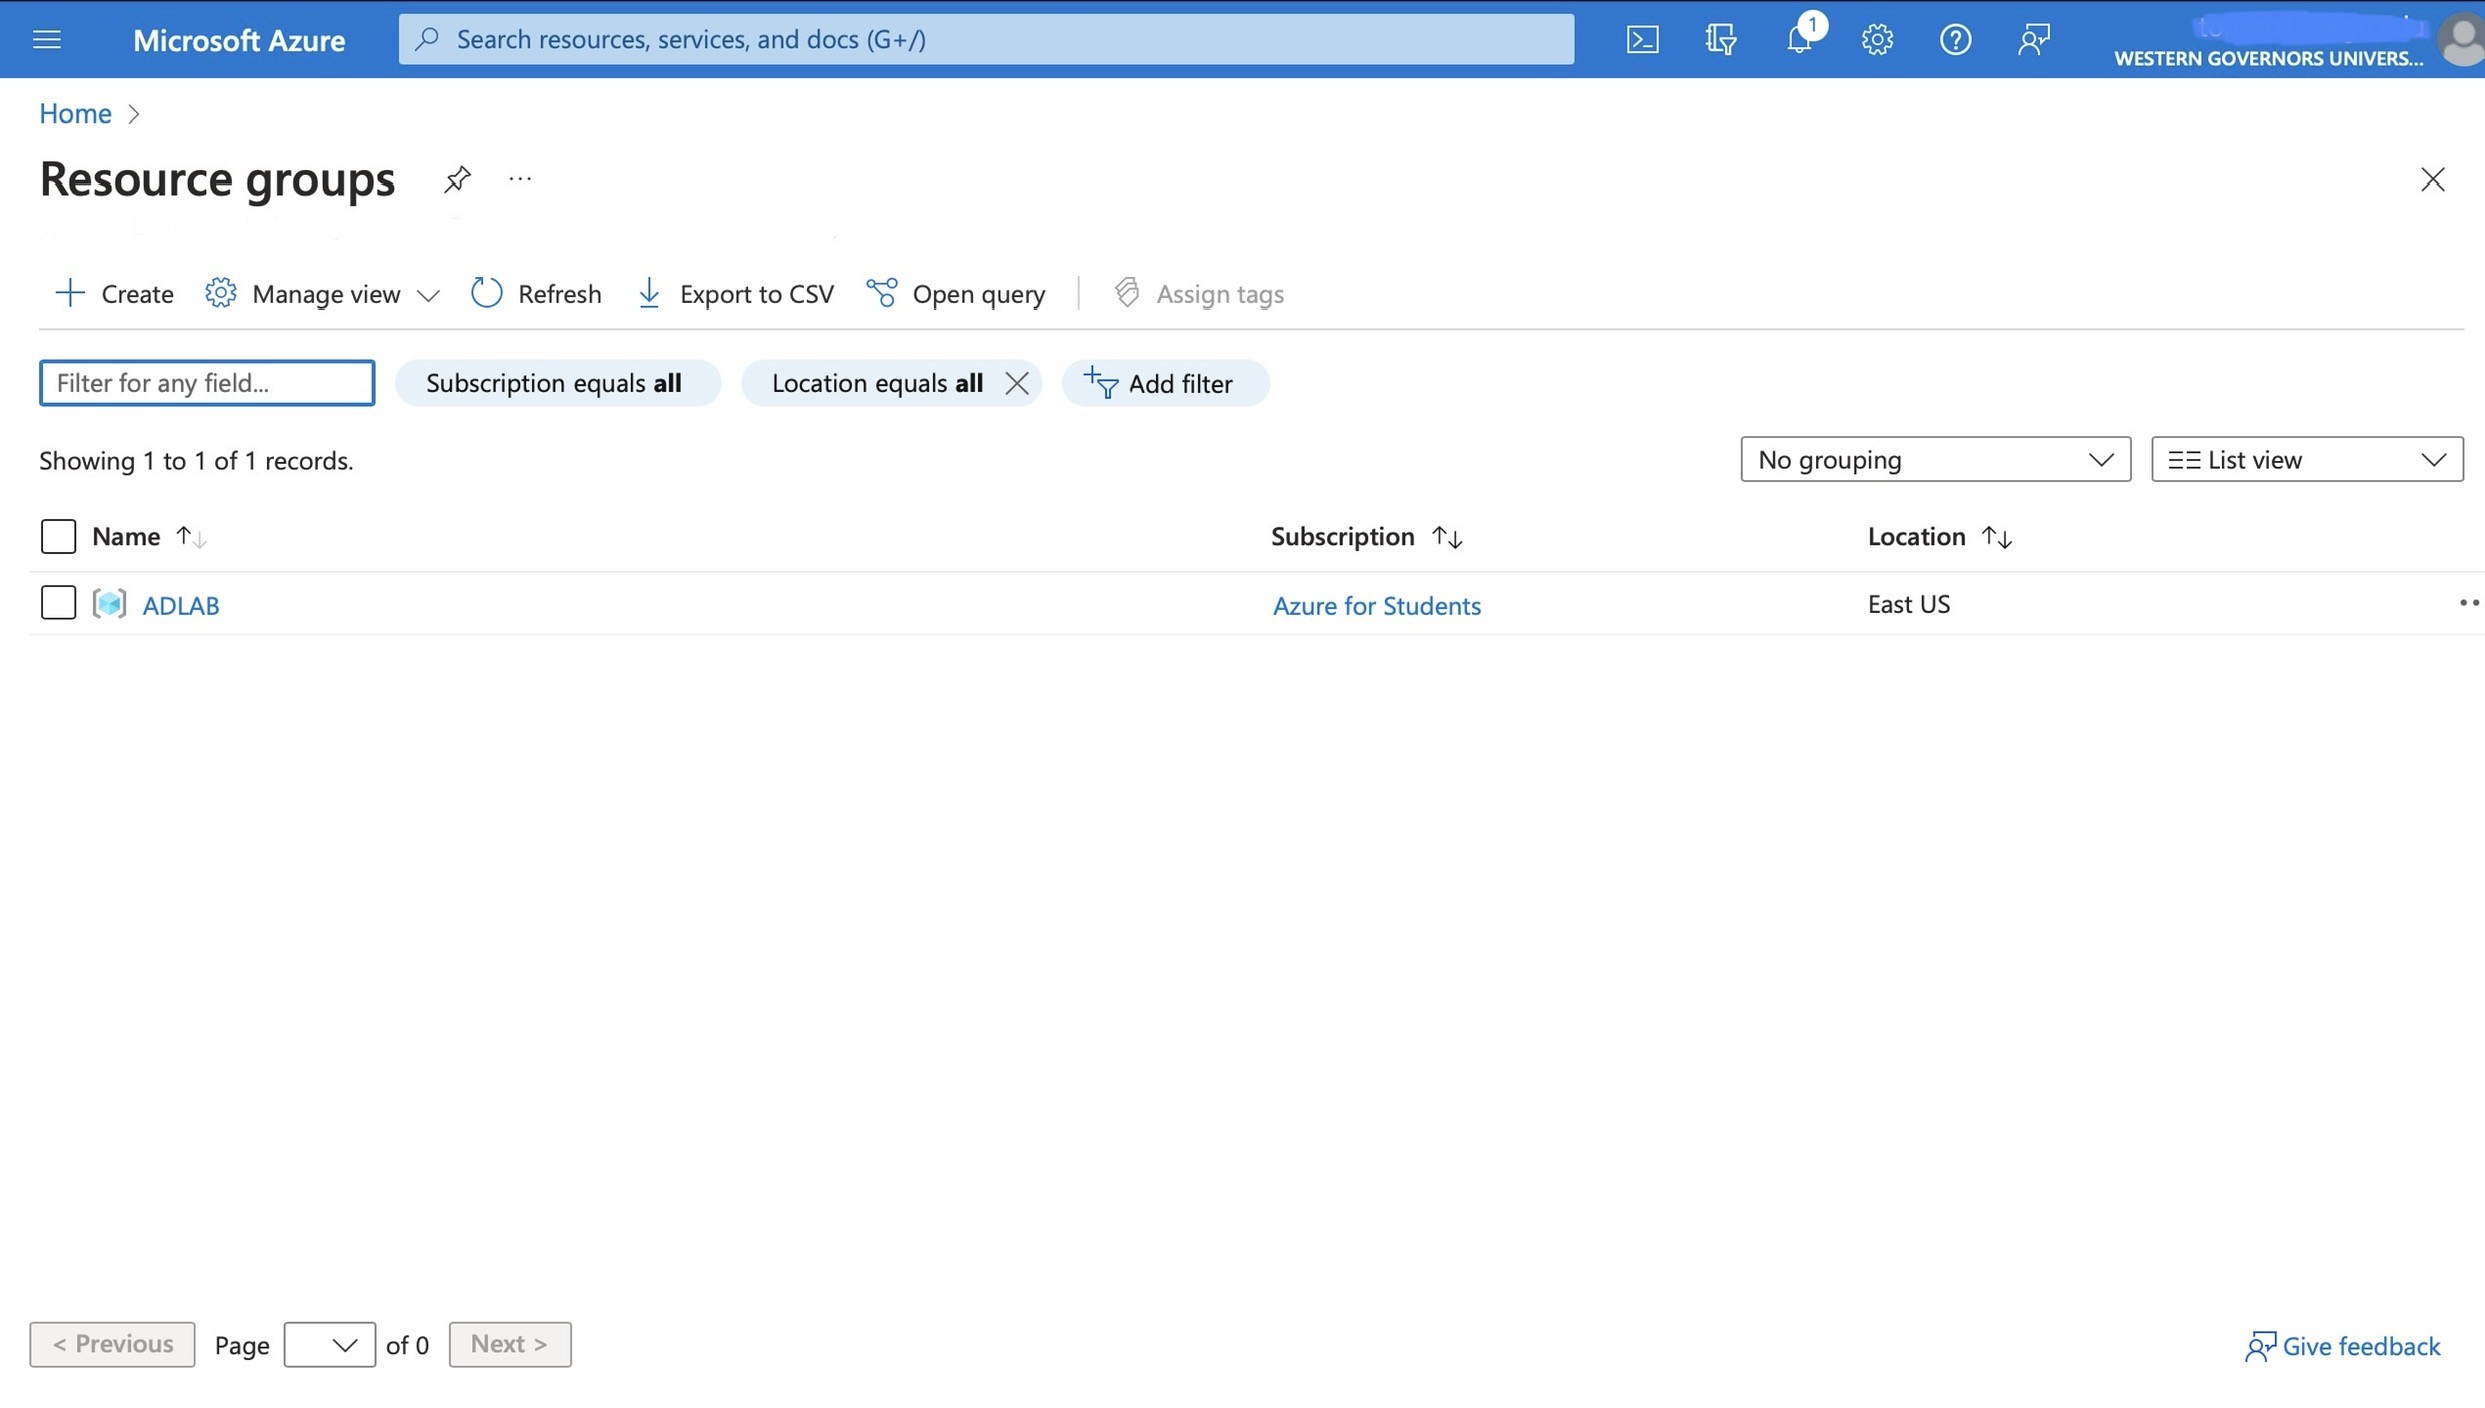 Microsoft Azure
Search resources, services, and docs (G+/)
1
WESTERN GOVERNORS UNIVERS...
Home >
Resource groups ...
Create
Manage view
Refresh
Export to CSV
Open query
Assign tags
Filter for any field...
Subscription equals all
Location equals all
Add filter
Showing 1 to 1 of 1 records.
No grouping
List view
Name
Subscription
Location
ADLAB
Azure for Students
East US
< Previous
Page
of 0
Next >
Give feedback